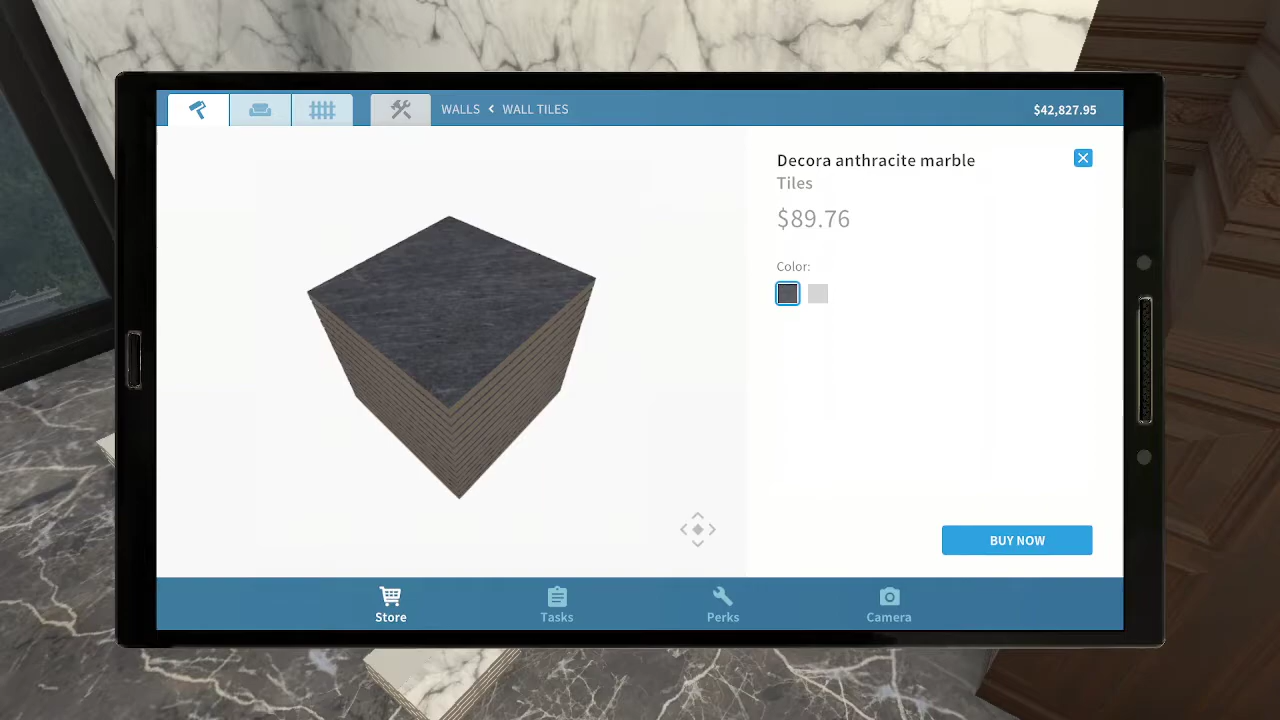 WALLS < WALL TILES
$42,827.95
Decora anthracite marble
Tiles
$89.76
Color:
BUY NOW
Store
Tasks
Perks
Camera